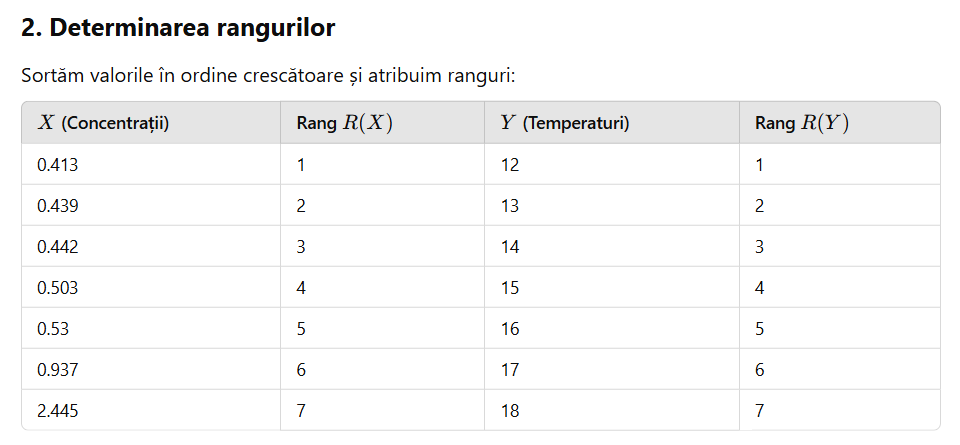 2. Determinarea rangurilor
Sortăm valorile în ordine crescătoare și atribuim ranguri:
X (Concentrații) Rang R(X) Y (Temperaturi) Rang R(Y)
0.413 1 12 1
0.439 2 13 2
0.442 3 14 3
0.503 4 15 4
0.53 5 16 5
0.937 6 17 6
2.445 7 18 7